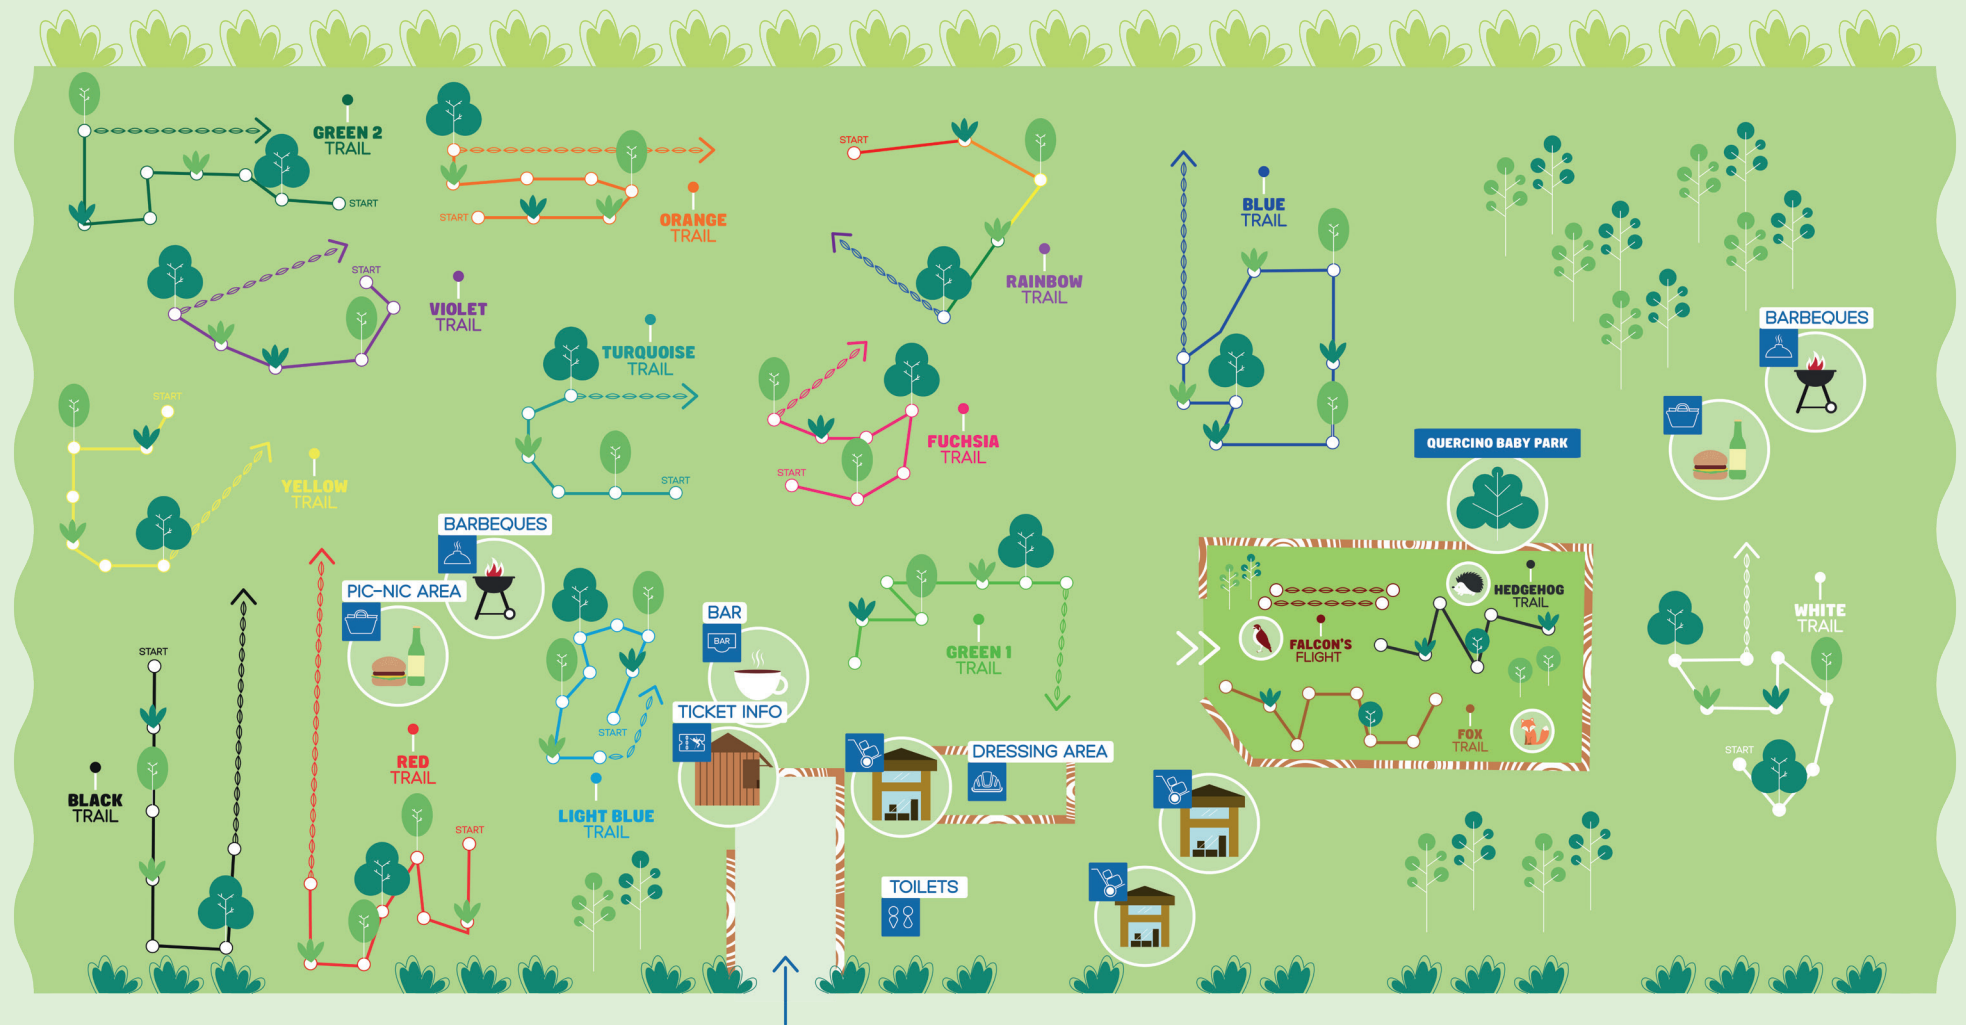 GREEN 2
TRAIL
START
START
ORANGE
TRAIL
START
RAINBOW
TRAIL
BLUE
TRAIL
START
VIOLET
TRAIL
BARBEQUES
TURQUOISE
TRAIL
START
START
YELLOW
TRAIL
START
FUCHSIA
TRAIL
QUERCINO BABY PARK
BARBEQUES
PIC-NIC AREA
BAR
BAR
START
GREEN 1
TRAIL
HEDGEHOG
TRAIL
FALCON'S
FLIGHT
FOX
TRAIL
WHITE
TRAIL
START
START
TICKET INFO
DRESSING AREA
RED
TRAIL
BLACK
TRAIL
LIGHT BLUE
TRAIL
START
TOILETS